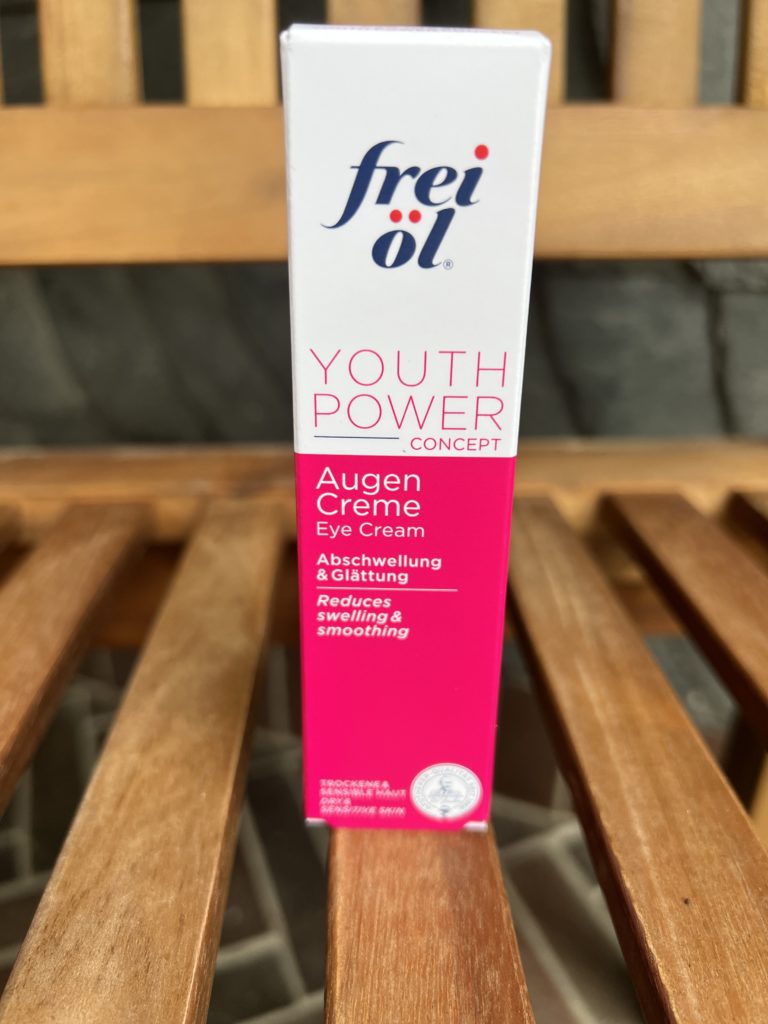 frei
öl®
YOUTH
POWER
CONCEPT
Augen
Creme
Eye Cream
Abschwellung
& Glättung
Reduces
swelling &
smoothing
TROCKENE &
SENSIBLE HAUT
DRY &
SENSITIVE SKIN